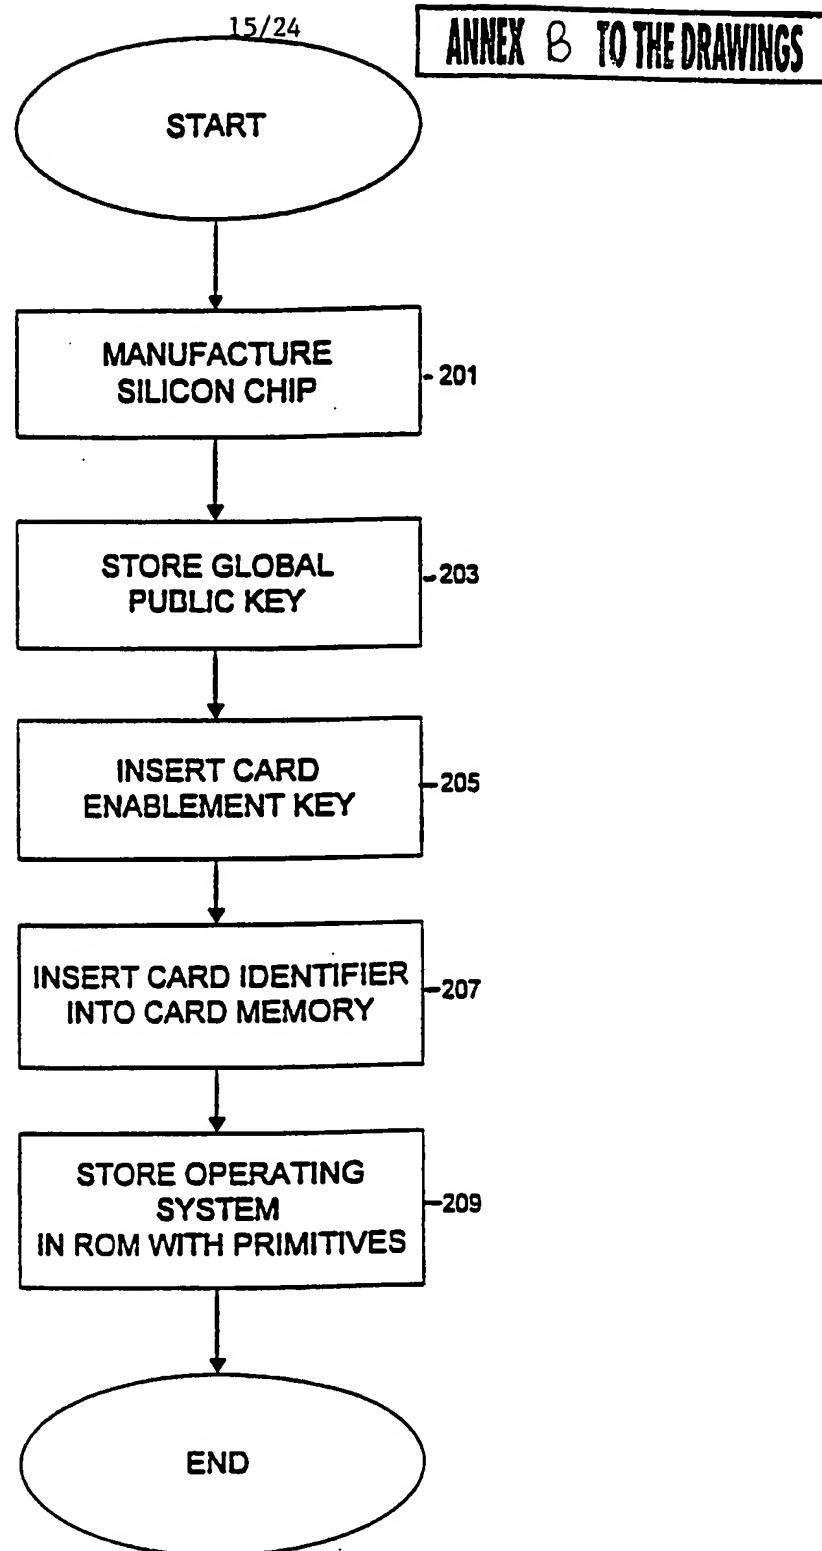 15/24
ANNEX B TO THE DRAWINGS
START
MANUFACTURE
SILICON CHIP
201
STORE GLOBAL
PUBLIC KEY
203
INSERT CARD
ENABLEMENT KEY
205
INSERT CARD IDENTIFIER
INTO CARD MEMORY
207
STORE OPERATING
SYSTEM
IN ROM WITH PRIMITIVES
209
END